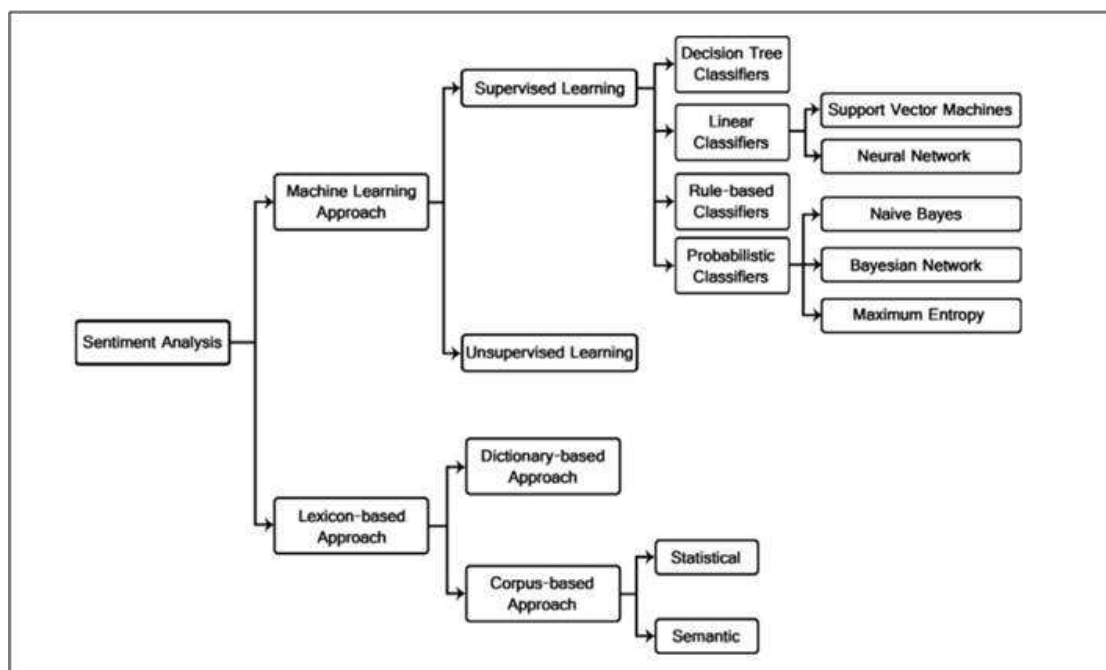 Sentiment Analysis
Machine Learning
Approach
Lexicon-based
Approach
Supervised Learning
Unsupervised Learning
Dictionary-based
Approach
Corpus-based
Approach
Decision Tree
Classifiers
Linear
Classifiers
Rule-based
Classifiers
Probabilistic
Classifiers
Statistical
Semantic
Support Vector Machines
Neural Network
Naive Bayes
Bayesian Network
Maximum Entropy